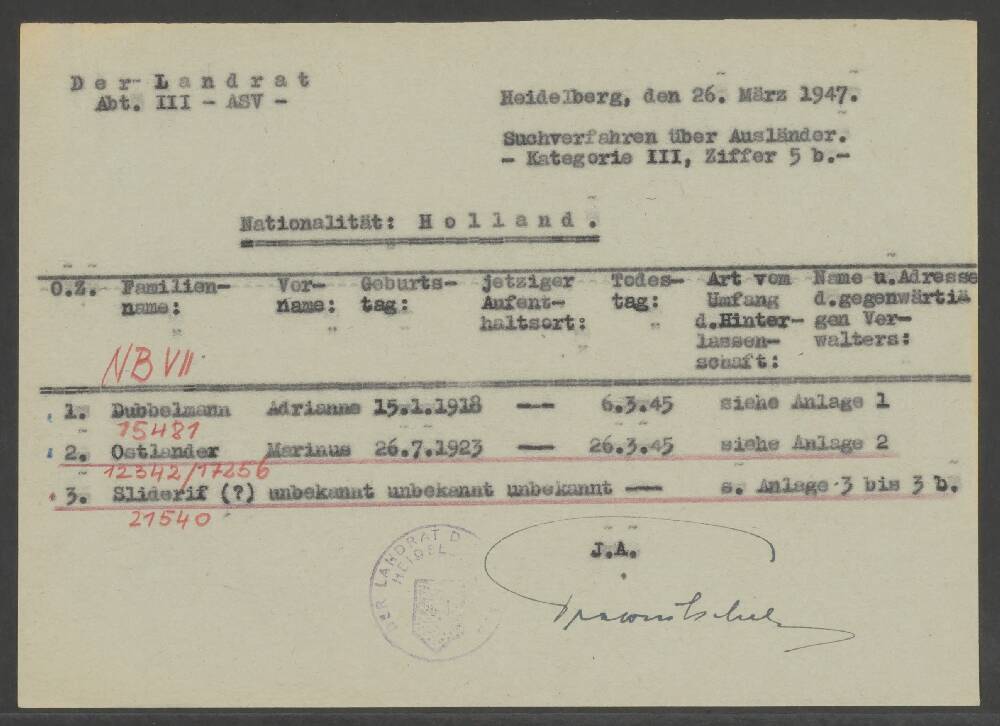 Der Landrat
Abt. III - ASV -
Heidelberg, den 26. März 1947.
Suchverfahren über Ausländer.
- Kategorie III, Ziffer 5 b.-
Nationalität: Holland.
O.Z. Familien- Vor- Geburts- jetziger Todes- Art vom Name u.Adresse
name: name: tag: Aufent- tag: Umfang d.gegenwärtig
" " haltsort: " d.Hinter- gen Ver-
lassen- walters:
schaft:
NB VII
1. Dubbelmann Adrianne 15.1.1918 -- 6.3.45 siehe Anlage 1
15481
2. Ostlander Marinus 26.7.1923 -- 26.3.45 siehe Anlage 2
12342/17256
3. Sliderif (?) unbekannt unbekannt unbekannt -- s. Anlage 3 bis 3 b.
21540
J.A.
DER LANDRAT D
HEIDEL